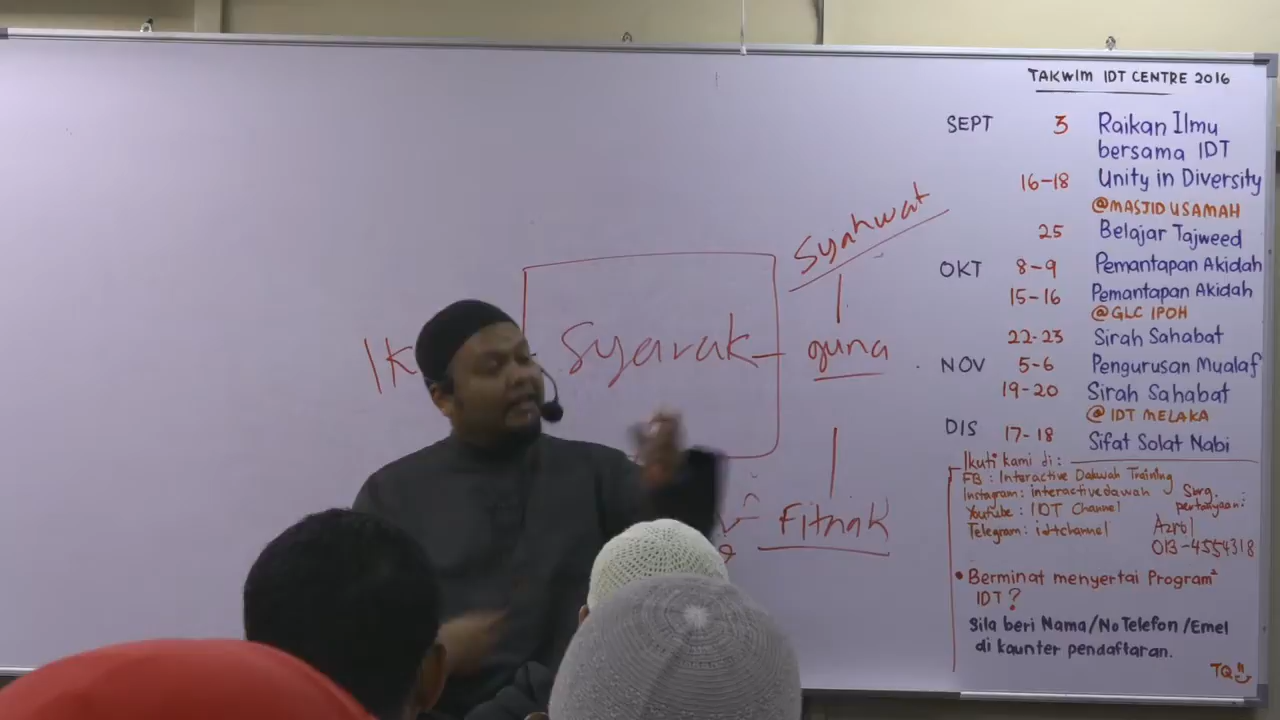 TAKWIM IDT CENTRE 2016
SEPT 3 Raikan Ilmu
bersama IDT
16-18 Unity in Diversity
@MASJID USAMAH
25 Belajar Tajweed
OKT 8-9 Pemantapan Akidah
15-16 Pemantapan Akidah
@GLC IPOH
22-23 Sirah Sahabat
NOV 5-6 Pengurusan Mualaf
19-20 Sirah Sahabat
@IDT MELAKA
DIS 17-18 Sifat Solat Nabi
Ikuti kami di:
FB: Interactive Dakwah Training
Instagram: interactivedawah
Youtube: IDT Channel
Telegram: idtchannel
Sbrg.
pertanyaan:
Azrol
013-4554318
• Berminat menyertai Program²
IDT?
Sila beri Nama/No Telefon/Emel
di kaunter pendaftaran.
TQ
Syahwat
Syarak - guna
Fitnah